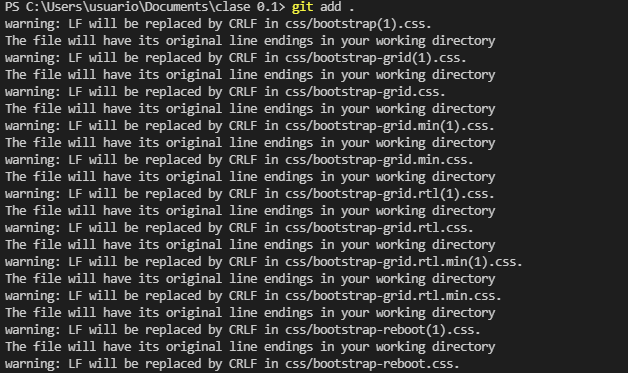 PS C:\Users\usuario\Documents\clase 0.1> git add .
warning: LF will be replaced by CRLF in css/bootstrap(1).css.
The file will have its original line endings in your working directory
warning: LF will be replaced by CRLF in css/bootstrap-grid(1).css.
The file will have its original line endings in your working directory
warning: LF will be replaced by CRLF in css/bootstrap-grid.css.
The file will have its original line endings in your working directory
warning: LF will be replaced by CRLF in css/bootstrap-grid.min(1).css.
The file will have its original line endings in your working directory
warning: LF will be replaced by CRLF in css/bootstrap-grid.min.css.
The file will have its original line endings in your working directory
warning: LF will be replaced by CRLF in css/bootstrap-grid.rtl(1).css.
The file will have its original line endings in your working directory
warning: LF will be replaced by CRLF in css/bootstrap-grid.rtl.css.
The file will have its original line endings in your working directory
warning: LF will be replaced by CRLF in css/bootstrap-grid.rtl.min(1).css.
The file will have its original line endings in your working directory
warning: LF will be replaced by CRLF in css/bootstrap-grid.rtl.min.css.
The file will have its original line endings in your working directory
warning: LF will be replaced by CRLF in css/bootstrap-reboot(1).css.
The file will have its original line endings in your working directory
warning: LF will be replaced by CRLF in css/bootstrap-reboot.css.